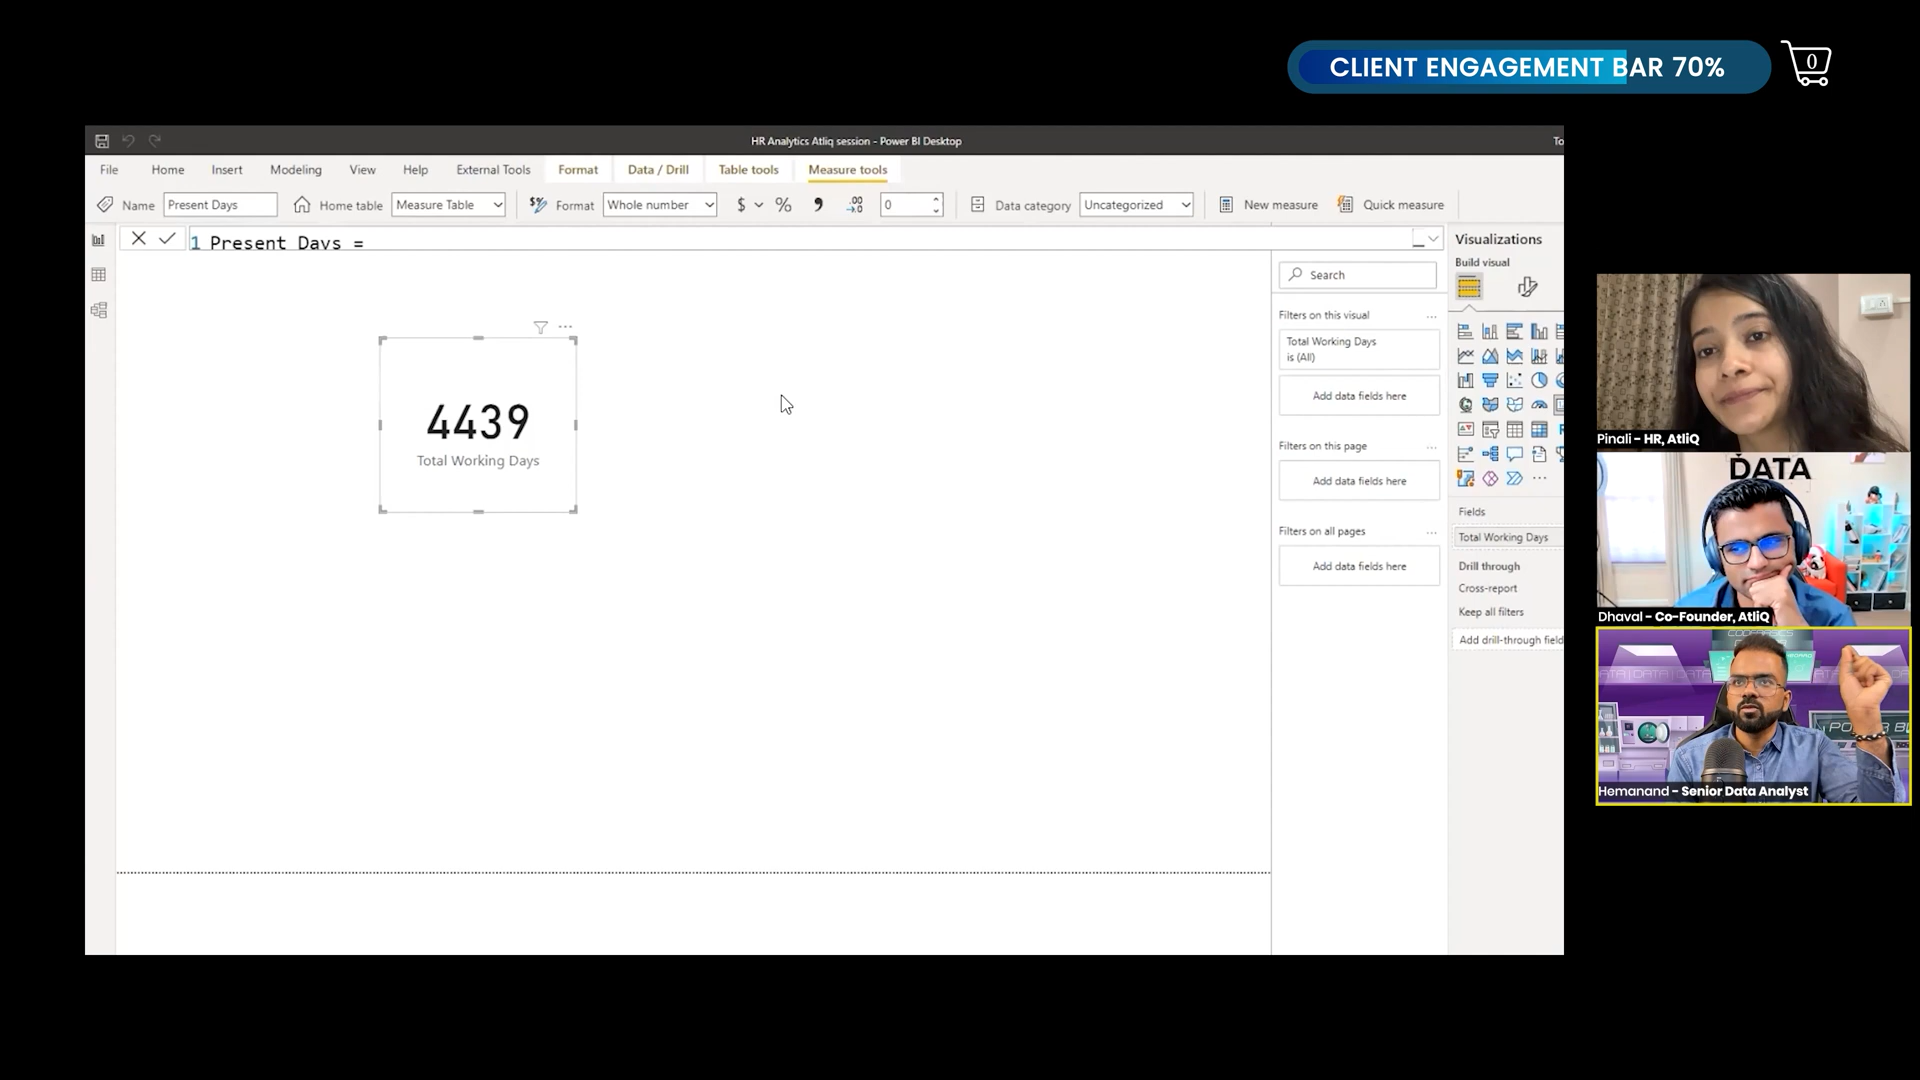 CLIENT ENGAGEMENT BAR 70%
0
HR Analytics Atliq session - Power BI Desktop
To
File Home Insert Modeling View Help External Tools Format Data / Drill Table tools Measure tools
Name Present Days Home table Measure Table Format Whole number $ % 0 Data category Uncategorized New measure Quick measure
1 Present Days =
Visualizations
Build visual
Search
Filters on this visual
Total Working Days
is (All)
Add data fields here
Filters on this page
Add data fields here
Filters on all pages
Add data fields here
4439
Total Working Days
Fields
Total Working Days
Drill through
Cross-report
Keep all filters
Add drill-through field
Pinali - HR, AtliQ
DATA
Dhaval - Co-Founder, AtliQ
POWER BI
Hemanand - Senior Data Analyst